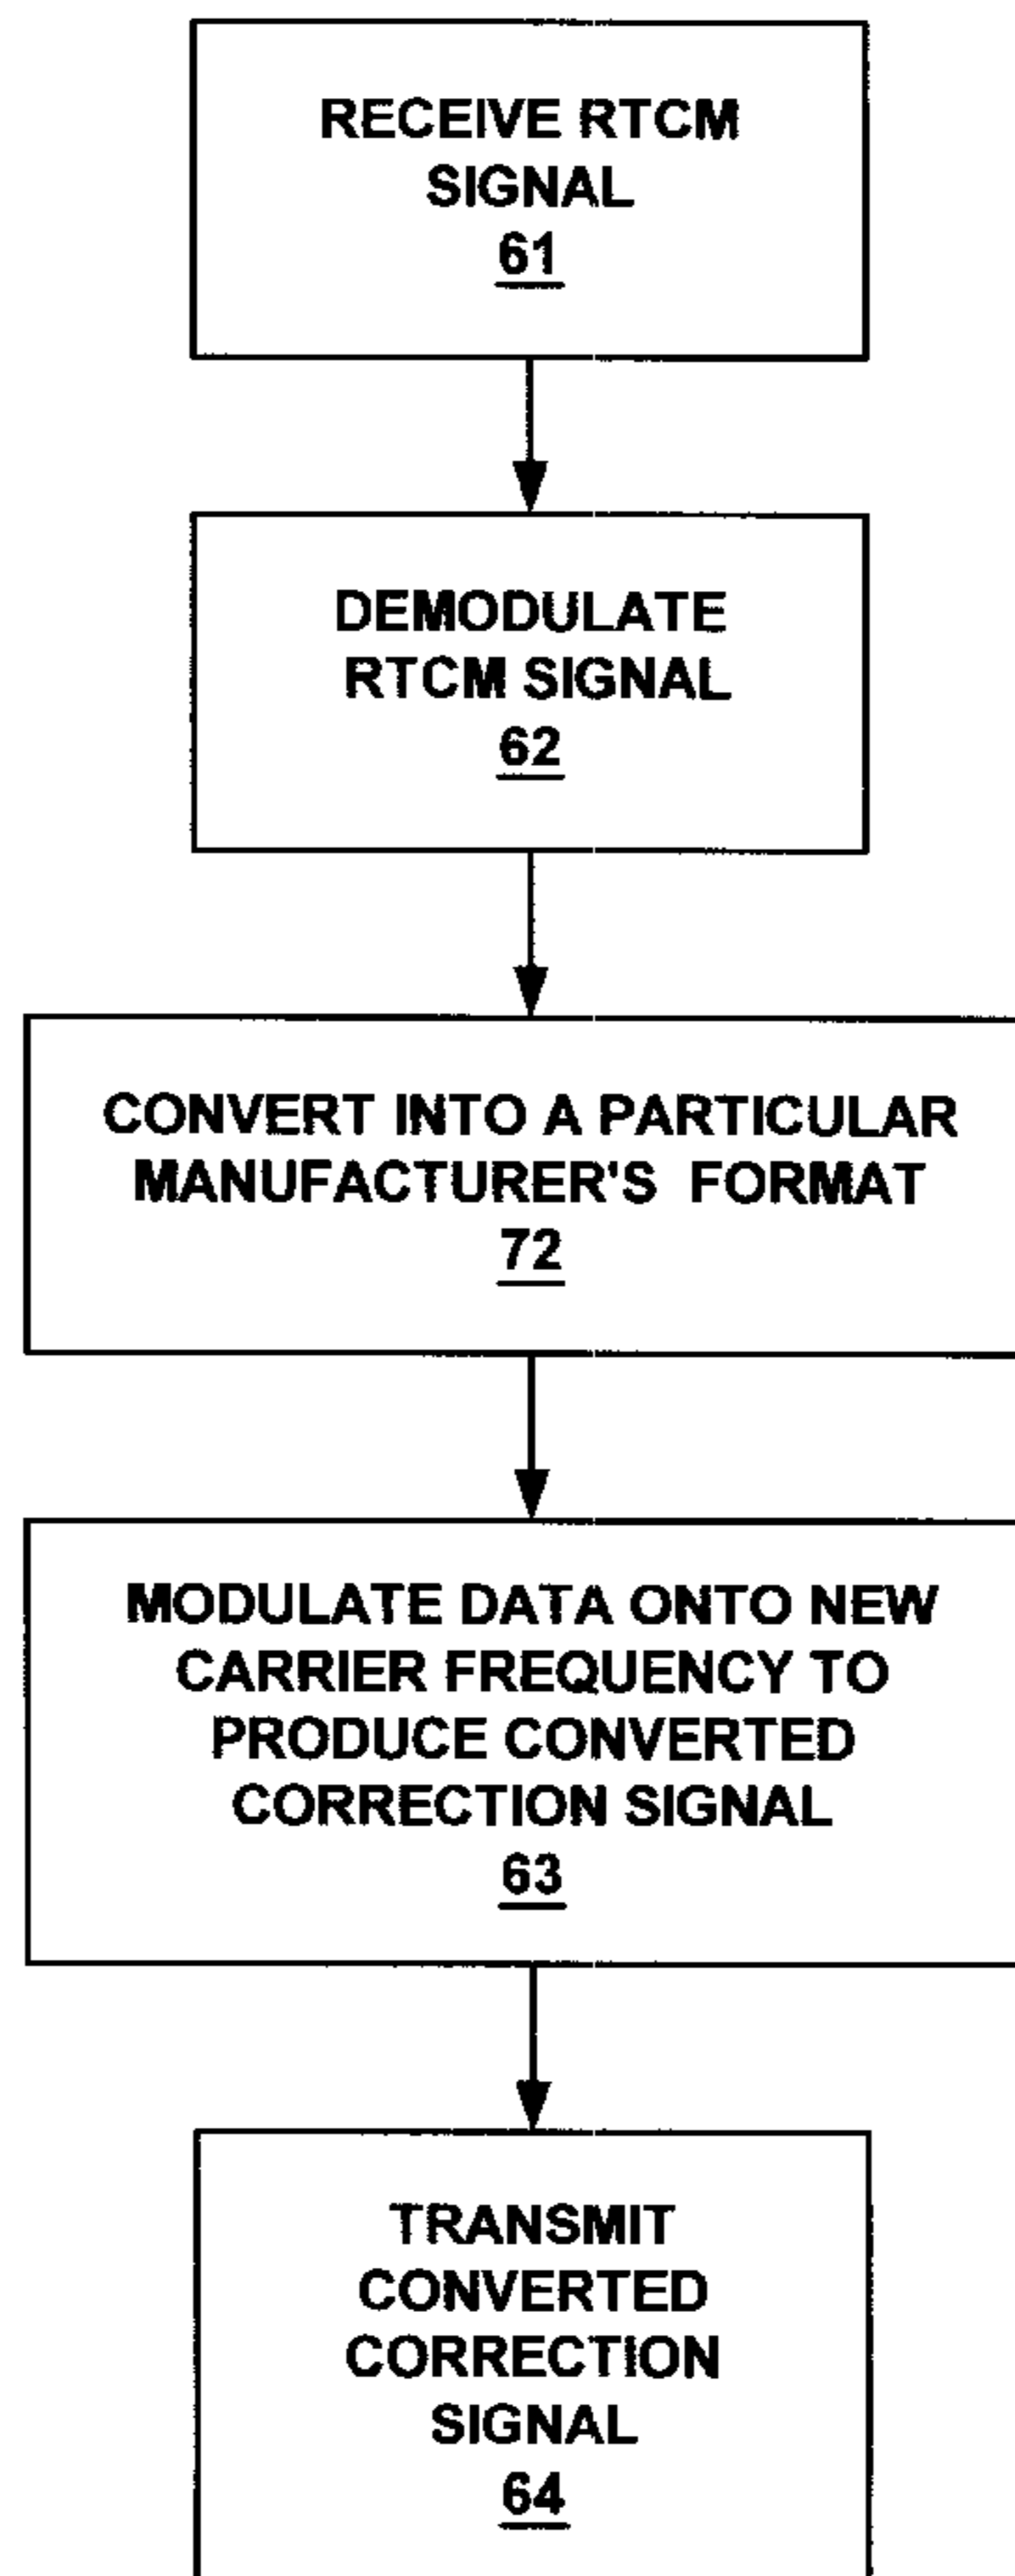 RECEIVE RTCM
SIGNAL
61
DEMODULATE
RTCM SIGNAL
62
CONVERT INTO A PARTICULAR
MANUFACTURER'S FORMAT
72
MODULATE DATA ONTO NEW
CARRIER FREQUENCY TO
PRODUCE CONVERTED
CORRECTION SIGNAL
63
TRANSMIT
CONVERTED
CORRECTION
SIGNAL
64